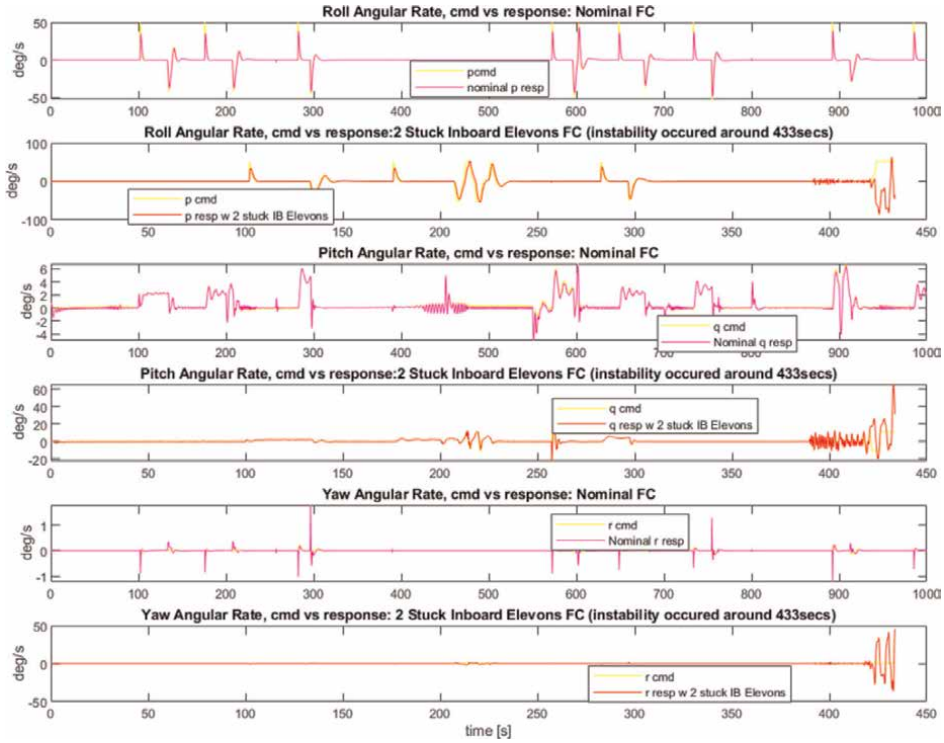 Roll Angular Rate, cmd vs response: Nominal FC
50
0
-50
deg/s
pcmd
nominal p resp
0 100 200 300 400 500 600 700 800 900 1000
Roll Angular Rate, cmd vs response:2 Stuck Inboard Elevons FC (instability occured around 433secs)
100
0
-100
deg/s
p cmd
p resp w 2 stuck IB Elevons
0 50 100 150 200 250 300 350 400 450
Pitch Angular Rate, cmd vs response: Nominal FC
6
4
2
0
-2
-4
deg/s
q cmd
Nominal q resp
0 100 200 300 400 500 600 700 800 900 1000
Pitch Angular Rate, cmd vs response:2 Stuck Inboard Elevons FC (instability occured around 433secs)
60
40
20
0
-20
deg/s
q cmd
q resp w 2 stuck IB Elevons
0 50 100 150 200 250 300 350 400 450
Yaw Angular Rate, cmd vs response: Nominal FC
1
0
-1
deg/s
r cmd
Nominal r resp
0 100 200 300 400 500 600 700 800 900 1000
Yaw Angular Rate, cmd vs response: 2 Stuck Inboard Elevons FC (instability occured around 433secs)
50
0
-50
deg/s
r cmd
r resp w 2 stuck IB Elevons
0 50 100 150 200 250 300 350 400 450
time [s]